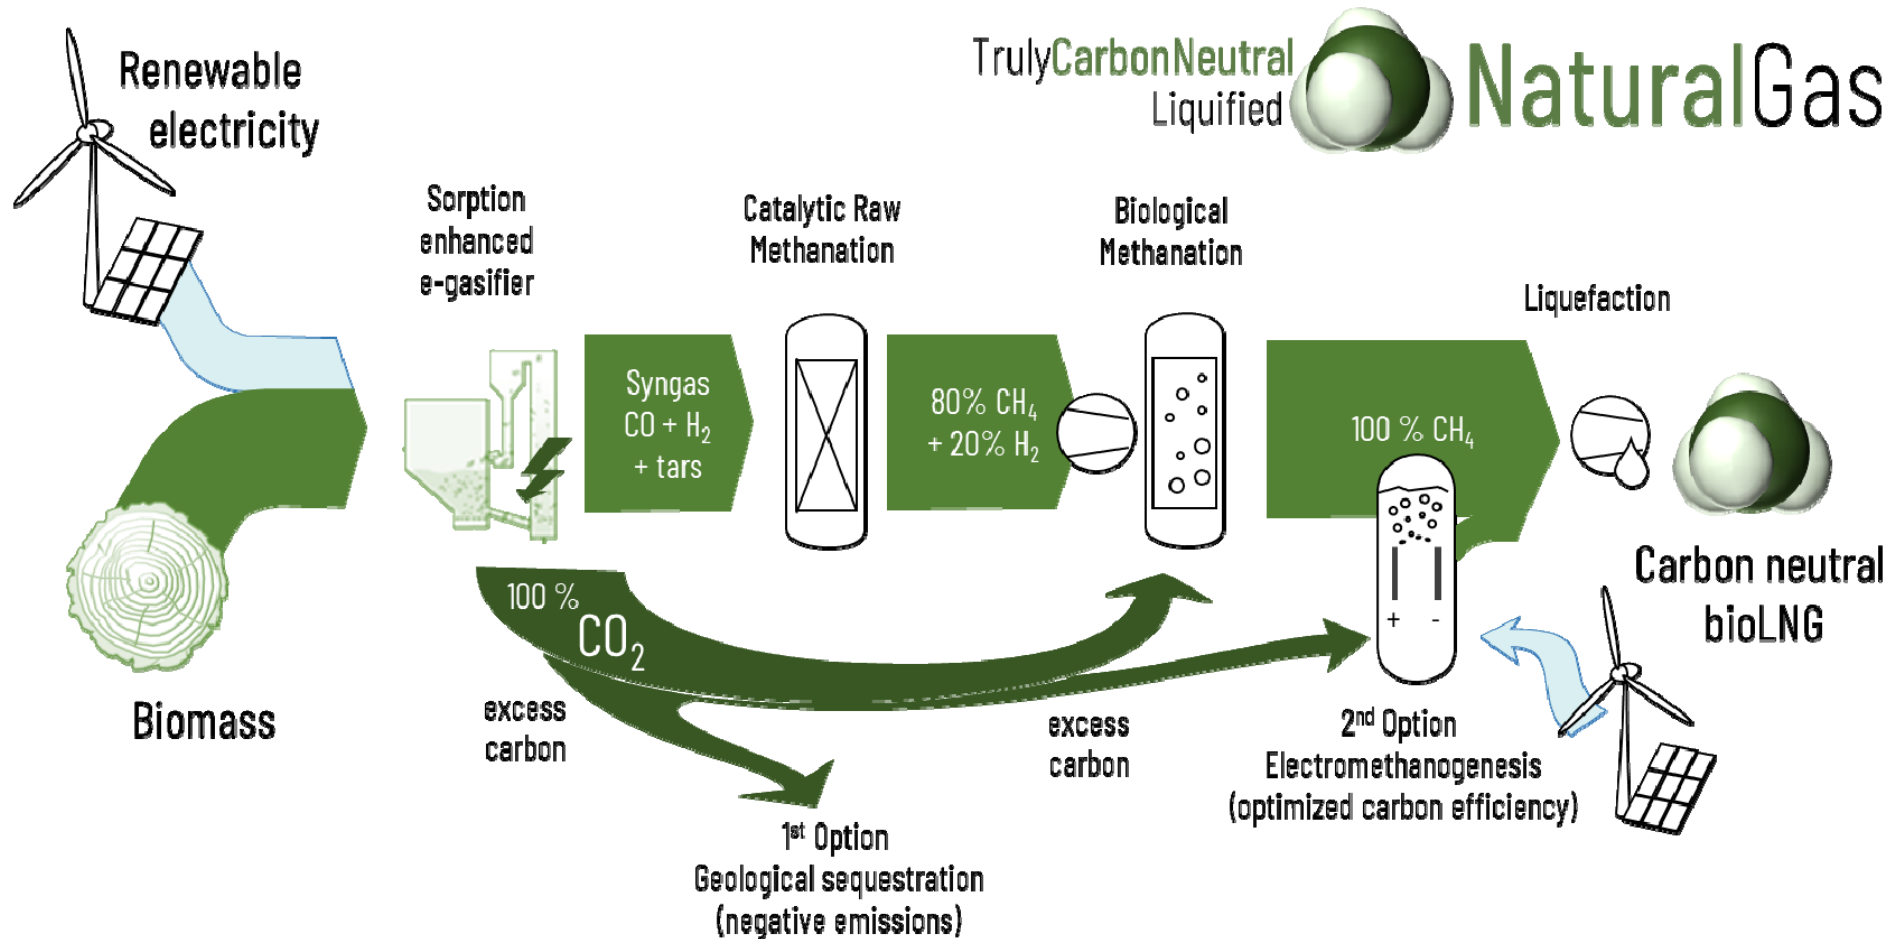 Renewable
electricity
TrulyCarbonNeutral
Liquified
NaturalGas
Sorption
enhanced
e-gasifier
Catalytic Raw
Methanation
Biological
Methanation
Liquefaction
Syngas
CO + H₂
+ tars
80% CH₄
+ 20% H₂
100 % CH₄
Biomass
100 %
CO₂
excess
carbon
excess
carbon
+ -
Carbon neutral
bioLNG
1st Option
Geological sequestration
(negative emissions)
2nd Option
Electromethanogenesis
(optimized carbon efficiency)